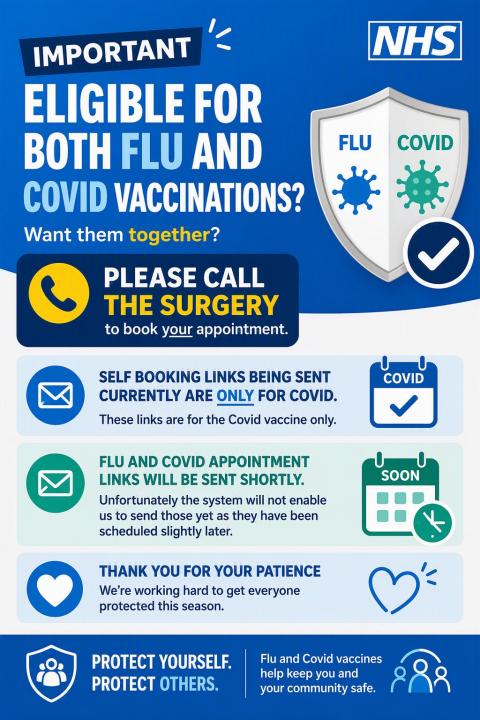 IMPORTANT
NHS
ELIGIBLE FOR
BOTH FLU AND
COVID VACCINATIONS?
Want them together?
FLU
COVID
PLEASE CALL
THE SURGERY
to book your appointment.
SELF BOOKING LINKS BEING SENT
CURRENTLY ARE ONLY FOR COVID.
These links are for the Covid vaccine only.
COVID
FLU AND COVID APPOINTMENT
LINKS WILL BE SENT SHORTLY.
Unfortunately the system will not enable
us to send those yet as they have been
scheduled slightly later.
SOON
THANK YOU FOR YOUR PATIENCE
We're working hard to get everyone
protected this season.
PROTECT YOURSELF.
PROTECT OTHERS.
Flu and Covid vaccines
help keep you and
your community safe.